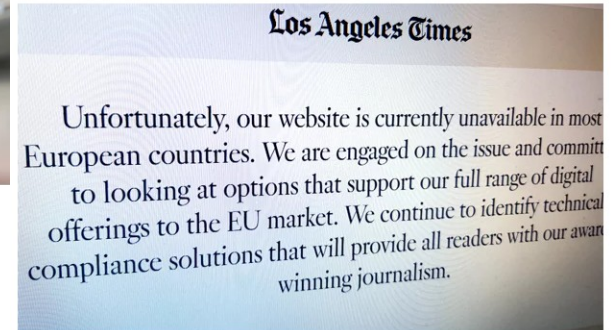 Los Angeles Times
Unfortunately, our website is currently unavailable in most
European countries. We are engaged on the issue and committ
to looking at options that support our full range of digital
offerings to the EU market. We continue to identify technical
compliance solutions that will provide all readers with our awar
winning journalism.